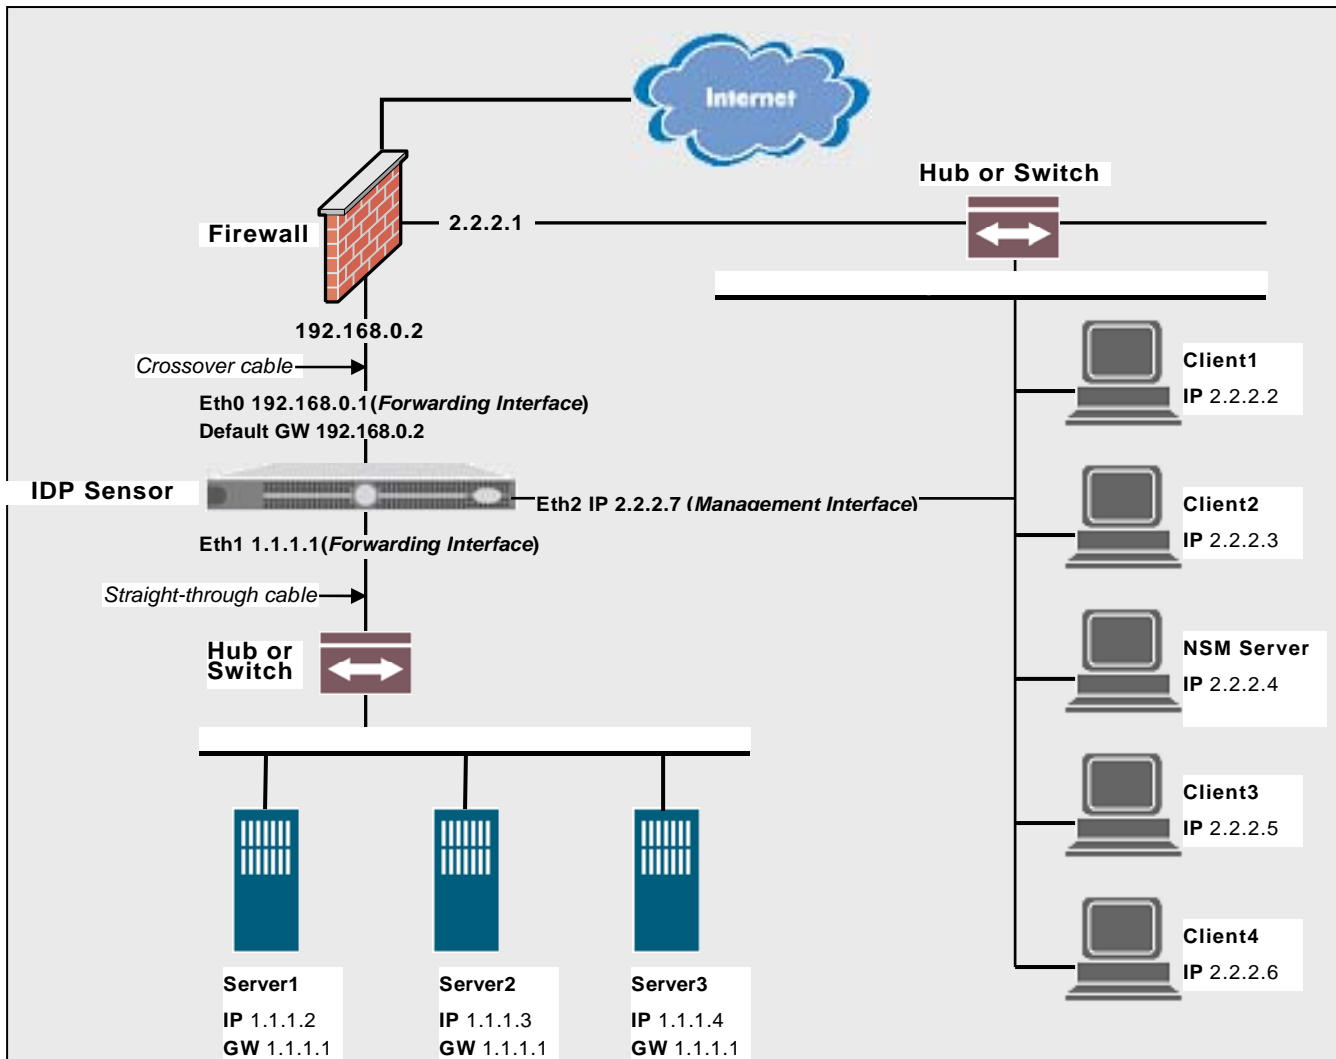 Internet
Hub or Switch
Firewall
2.2.2.1
192.168.0.2
Crossover cable
Eth0 192.168.0.1(Forwarding Interface)
Default GW 192.168.0.2
IDP Sensor
Eth2 IP 2.2.2.7 (Management Interface)
Eth1 1.1.1.1(Forwarding Interface)
Straight-through cable
Hub or
Switch
Client1
IP 2.2.2.2
Client2
IP 2.2.2.3
NSM Server
IP 2.2.2.4
Client3
IP 2.2.2.5
Client4
IP 2.2.2.6
Server1
IP 1.1.1.2
GW 1.1.1.1
Server2
IP 1.1.1.3
GW 1.1.1.1
Server3
IP 1.1.1.4
GW 1.1.1.1